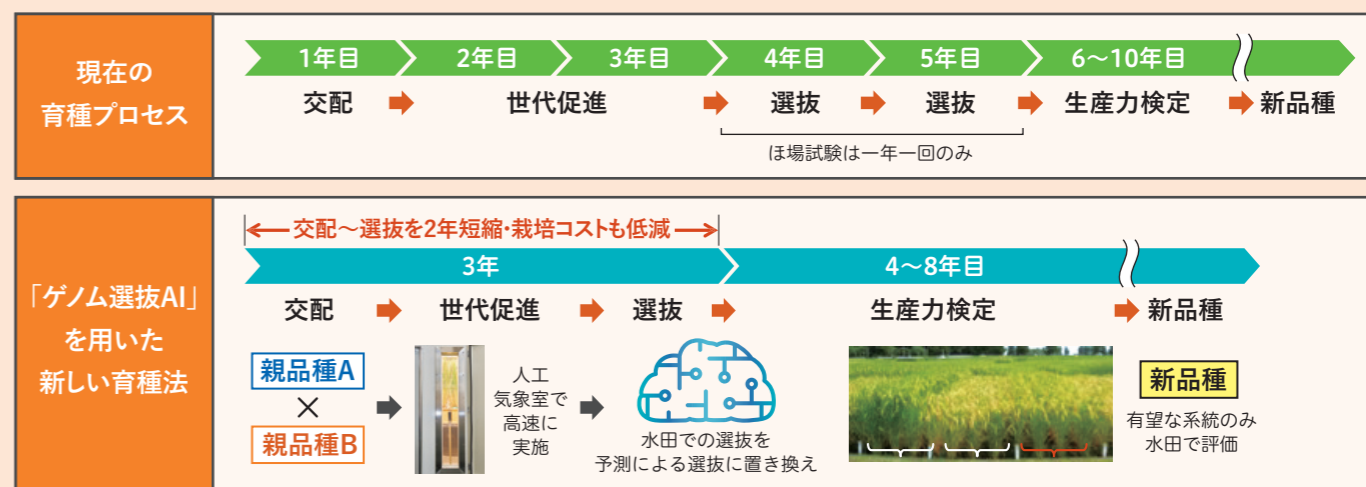 現在の
育種プロセス
1年目
2年目
3年目
4年目
5年目
6〜10年目
交配
世代促進
選抜
選抜
生産力検定
新品種
ほ場試験は一年一回のみ
「ゲノム選抜AI」
を用いた
新しい育種法
交配〜選抜を2年短縮・栽培コストも低減
3年
4〜8年目
交配
世代促進
選抜
生産力検定
新品種
親品種A
×
親品種B
人工
気象室で
高速に
実施
水田での選抜を
予測による選抜に置き換え
新品種
有望な系統のみ
水田で評価